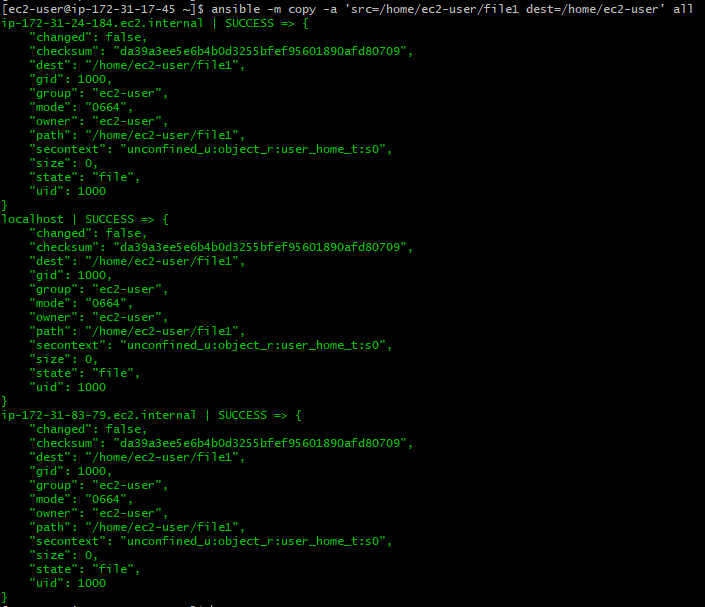 [ec2-user@ip-172-31-17-45 ~]$ ansible -m copy -a 'src=/home/ec2-user/file1 dest=/home/ec2-user' all
ip-172-31-24-184.ec2.internal | SUCCESS => {
    "changed": false,
    "checksum": "da39a3ee5e6b4b0d3255bfef95601890afd80709",
    "dest": "/home/ec2-user/file1",
    "gid": 1000,
    "group": "ec2-user",
    "mode": "0664",
    "owner": "ec2-user",
    "path": "/home/ec2-user/file1",
    "secontext": "unconfined_u:object_r:user_home_t:s0",
    "size": 0,
    "state": "file",
    "uid": 1000
}
localhost | SUCCESS => {
    "changed": false,
    "checksum": "da39a3ee5e6b4b0d3255bfef95601890afd80709",
    "dest": "/home/ec2-user/file1",
    "gid": 1000,
    "group": "ec2-user",
    "mode": "0664",
    "owner": "ec2-user",
    "path": "/home/ec2-user/file1",
    "secontext": "unconfined_u:object_r:user_home_t:s0",
    "size": 0,
    "state": "file",
    "uid": 1000
}
ip-172-31-83-79.ec2.internal | SUCCESS => {
    "changed": false,
    "checksum": "da39a3ee5e6b4b0d3255bfef95601890afd80709",
    "dest": "/home/ec2-user/file1",
    "gid": 1000,
    "group": "ec2-user",
    "mode": "0664",
    "owner": "ec2-user",
    "path": "/home/ec2-user/file1",
    "secontext": "unconfined_u:object_r:user_home_t:s0",
    "size": 0,
    "state": "file",
    "uid": 1000
}